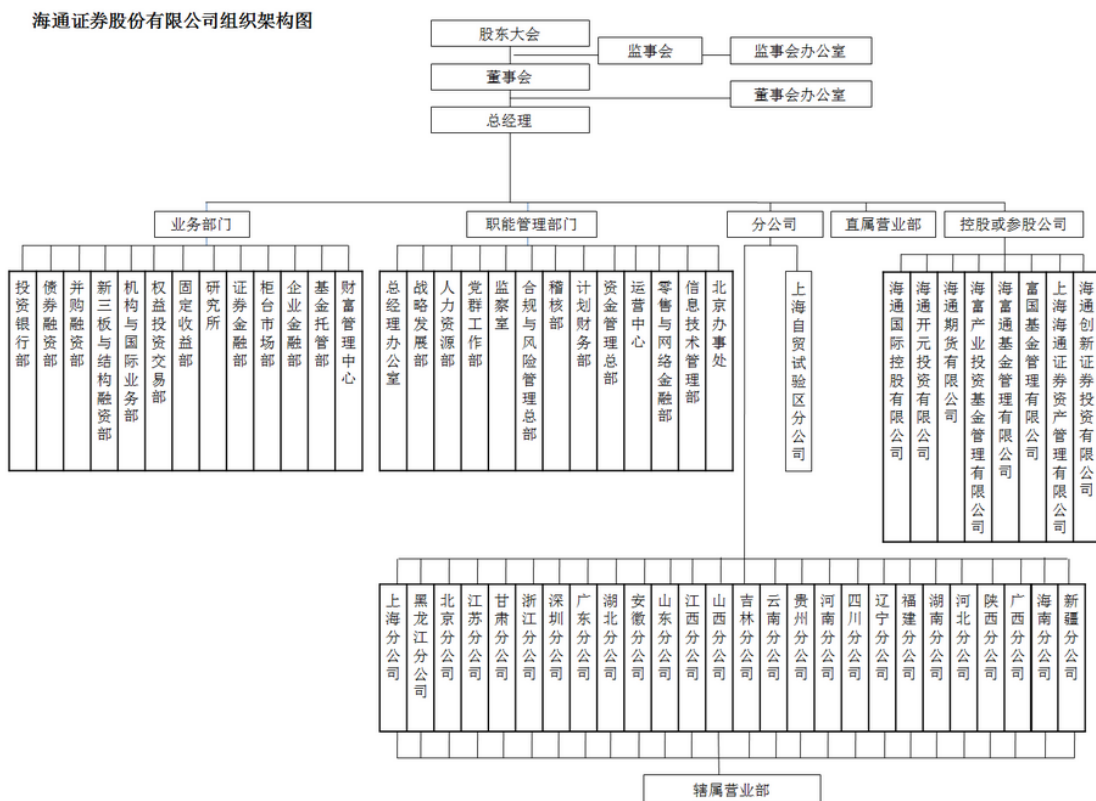 海通证券股份有限公司组织架构图
股东大会
监事会
监事会办公室
董事会
董事会办公室
总经理
业务部门
职能管理部门
分公司
直属营业部
控股或参股公司
投资银行部
债券融资部
并购融资部
新三板与结构融资部
机构与国际业务部
权益投资交易部
固定收益部
研究所
证券金融部
柜台市场部
企业金融部
基金托管部
财富管理中心
总经理办公室
战略发展部
人力资源部
党群工作部
监察室
合规与风险管理总部
稽核部
计划财务部
资金管理总部
运营中心
零售与网络金融部
信息技术管理部
北京办事处
上海自贸试验区分公司
海通国际控股有限公司
海通开元投资有限公司
海通期货有限公司
海富产业投资基金管理有限公司
海富通基金管理有限公司
富国基金管理有限公司
上海海通证券资产管理有限公司
海通创新证券投资有限公司
上海分公司
黑龙江分公司
北京分公司
江苏分公司
甘肃分公司
浙江分公司
深圳分公司
广东分公司
湖北分公司
安徽分公司
山东分公司
江西分公司
山西分公司
吉林分公司
云南分公司
贵州分公司
河南分公司
四川分公司
辽宁分公司
福建分公司
湖南分公司
河北分公司
陕西分公司
广西分公司
海南分公司
新疆分公司
辖属营业部